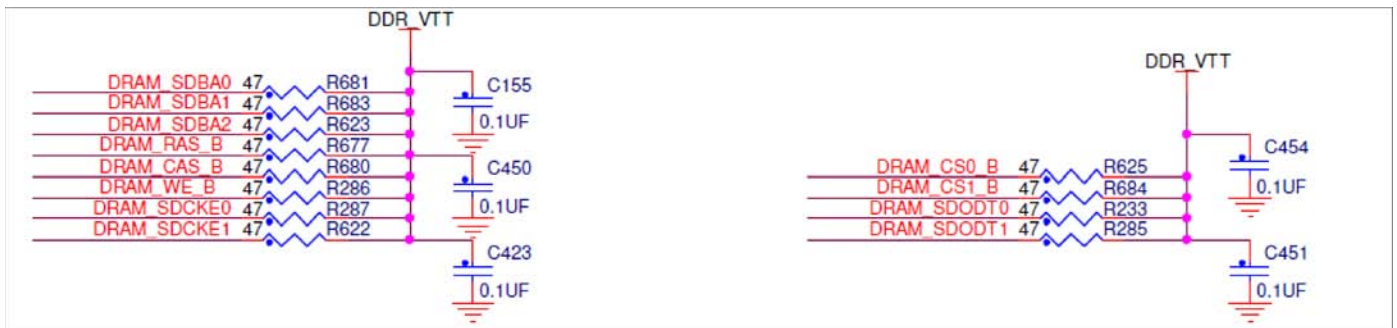 DDR_VTT
DRAM_SDBA0 47 R681
DRAM_SDBA1 47 R683
DRAM_SDBA2 47 R623
DRAM_RAS_B 47 R677
DRAM_CAS_B 47 R680
DRAM_WE_B 47 R286
DRAM_SDCKE0 47 R287
DRAM_SDCKE1 47 R622
C155
0.1UF
C450
0.1UF
C423
0.1UF
DDR_VTT
DRAM_CS0_B 47 R625
DRAM_CS1_B 47 R684
DRAM_SDODT0 47 R233
DRAM_SDODT1 47 R285
C454
0.1UF
C451
0.1UF